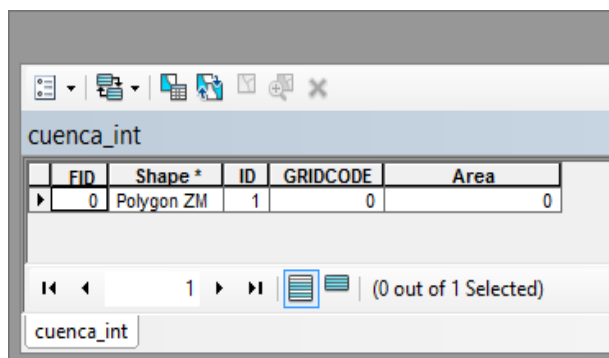 cuenca_int
FID Shape * ID GRIDCODE Area
0 Polygon ZM 1 0 0
1 (0 out of 1 Selected)
cuenca_int